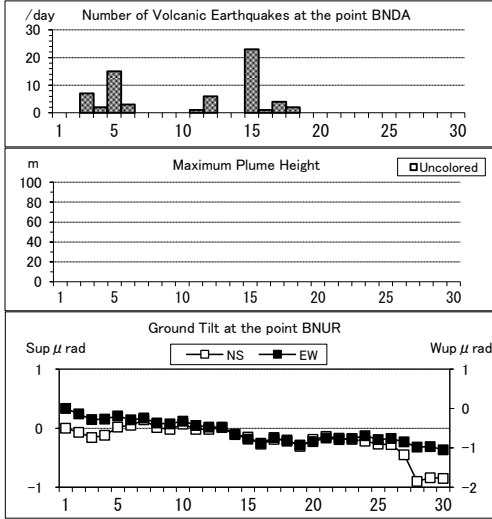 /day Number of Volcanic Earthquakes at the point BNDA
30
20
10
0
1 5 10 15 20 25 30
m Maximum Plume Height Uncolored
100
80
60
40
20
0
1 5 10 15 20 25 30
Ground Tilt at the point BNUR
Sup μ rad NS EW Wup μ rad
1 1
0 0
-1
-1 -2
1 5 10 15 20 25 30